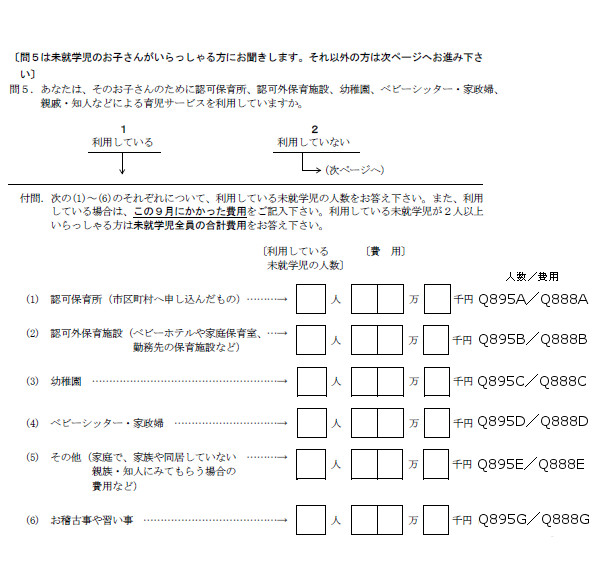 〔問５は未就学児のお子さんがいらっしゃる方にお聞きします。それ以外の方は次ページへお進み下さ
い〕
問５．あなたは、そのお子さんのために認可保育所、認可外保育施設、幼稚園、ベビーシッター・家政婦、
親戚・知人などによる育児サービスを利用していますか。
1 2
利用している 利用していない
(次ページへ)
付問．次の(1)～(6)のそれぞれについて、利用している未就学児の人数をお答え下さい。また、利用
している場合は、この９月にかかった費用をご記入下さい。利用している未就学児が２人以上
いらっしゃる方は未就学児全員の合計費用をお答え下さい。
〔利用している 〔費　用〕
未就学児の人数〕
人数／費用
(1) 認可保育所（市区町村へ申し込んだもの）………→ 人 万 千円 Q895A／Q888A
(2) 認可外保育施設（ベビーホテルや家庭保育室、…→ 人 万 千円 Q895B／Q888B
勤務先の保育施設など）
(3) 幼稚園 ……………………………………………→ 人 万 千円 Q895C／Q888C
(4) ベビーシッター・家政婦 …………………………→ 人 万 千円 Q895D／Q888D
(5) その他（家庭で、家族や同居していない ………→ 人 万 千円 Q895E／Q888E
親族・知人にみてもらう場合の
費用など）
(6) お稽古事や習い事 …………………………………→ 人 万 千円 Q895G／Q888G